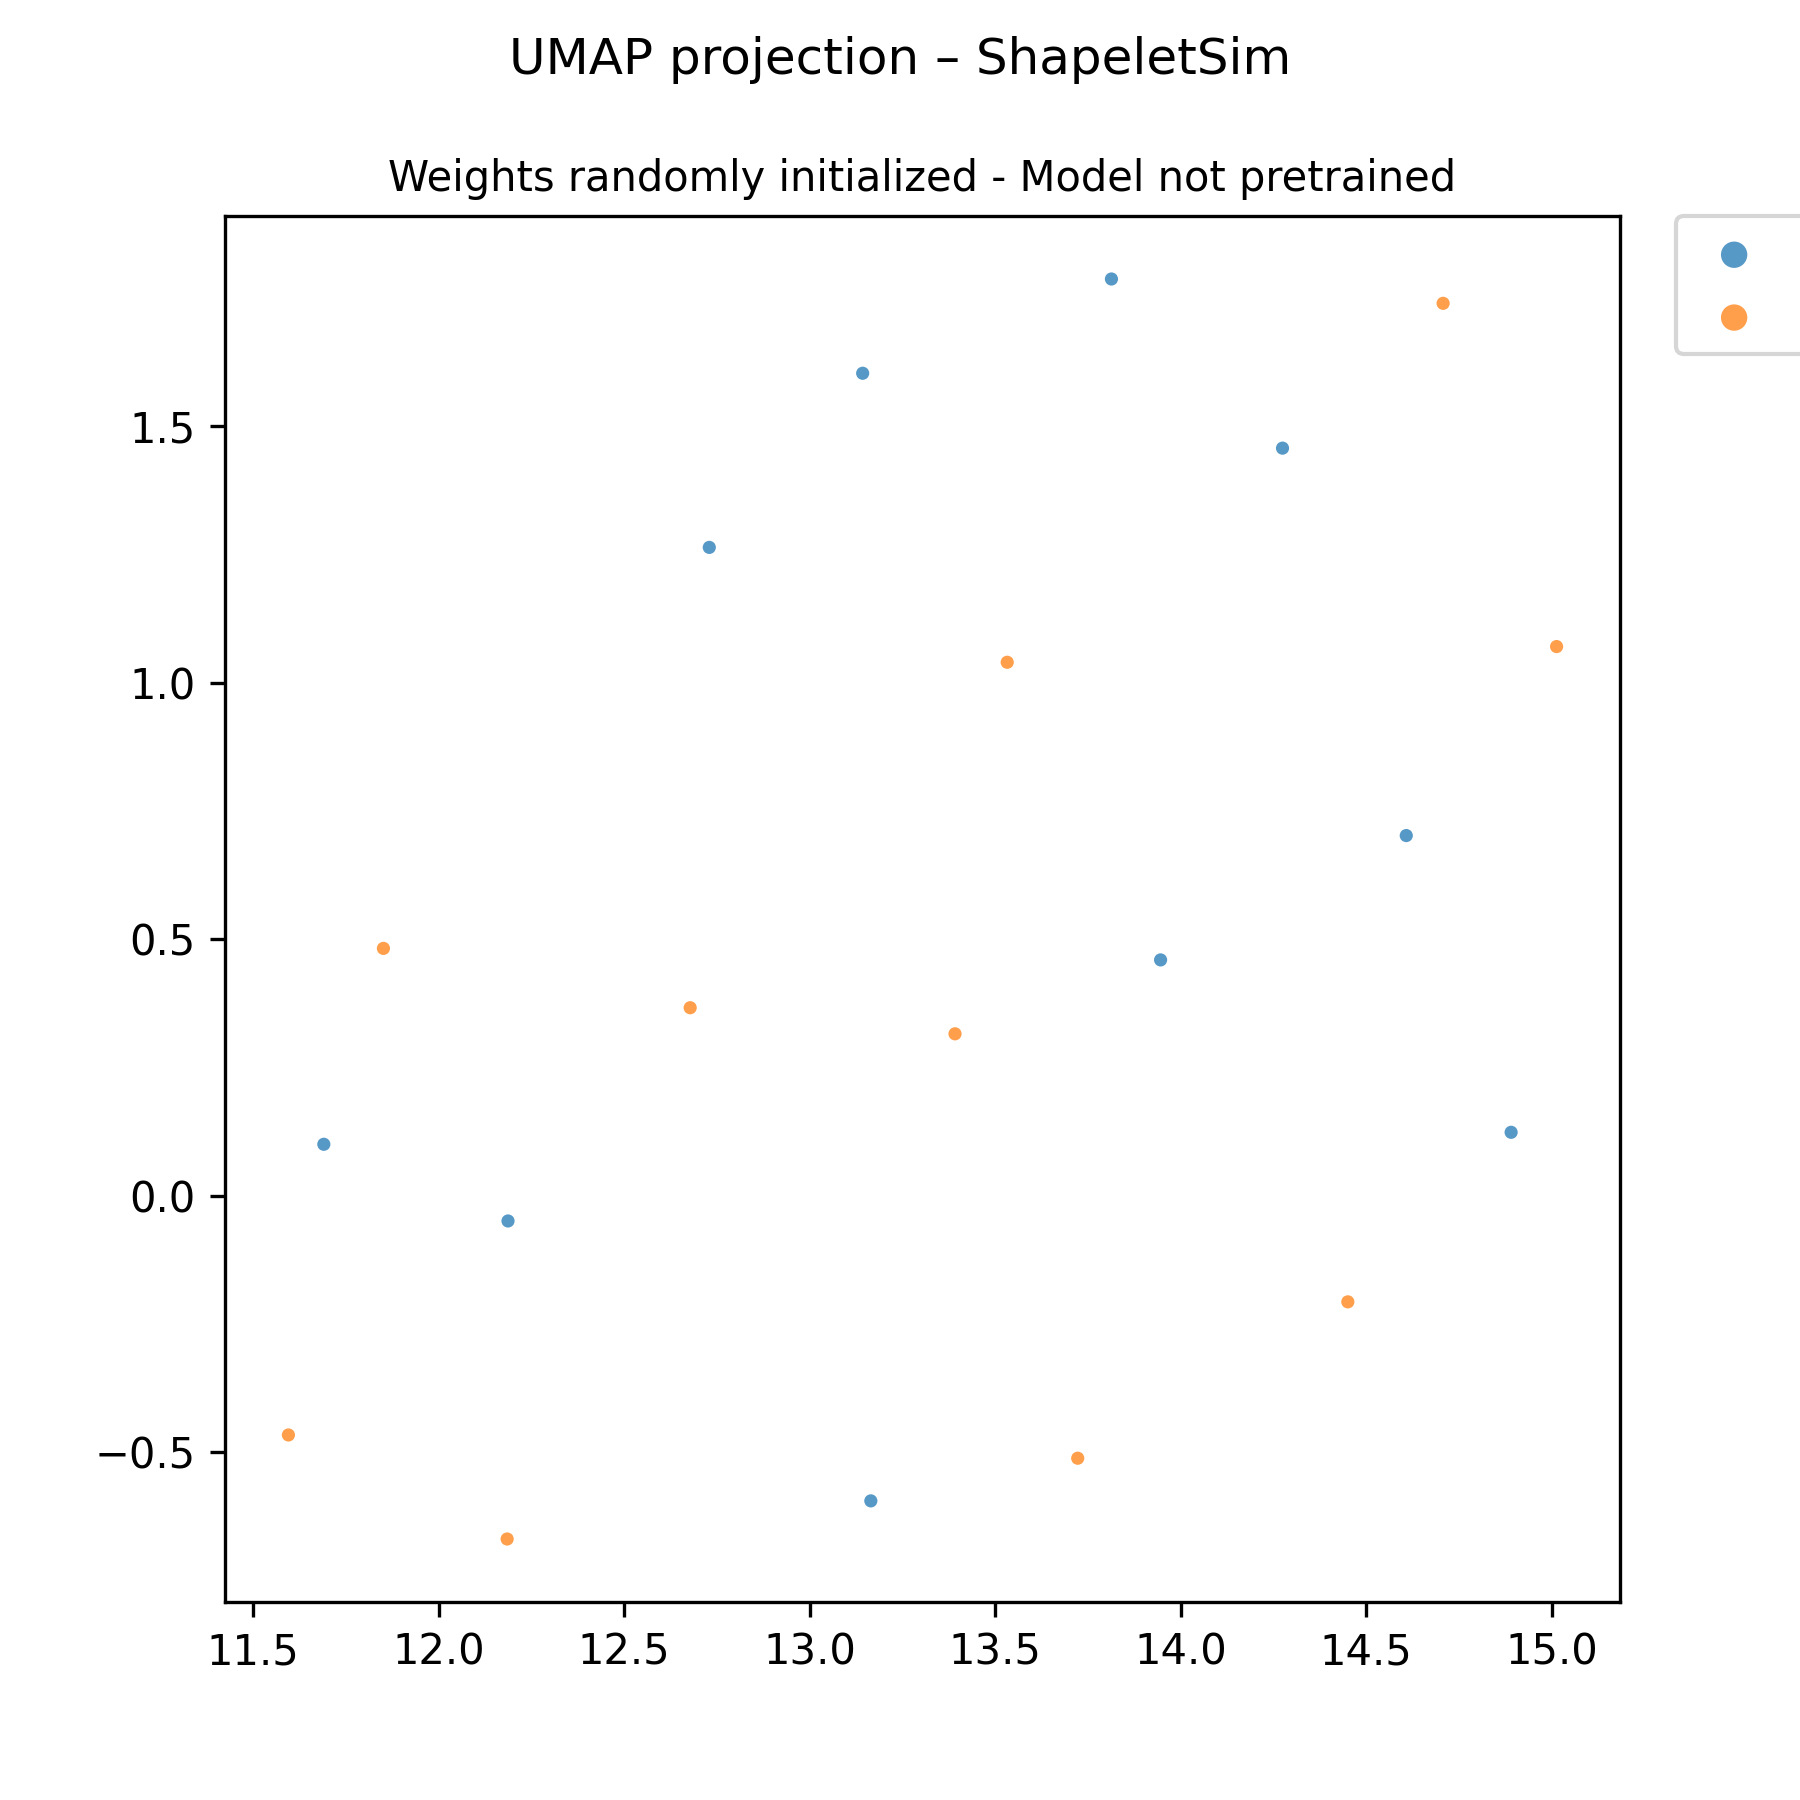 UMAP projection – ShapeletSim
Weights randomly initialized - Model not pretrained
1.5
1.0
0.5
0.0
−0.5
11.5 12.0 12.5 13.0 13.5 14.0 14.5 15.0